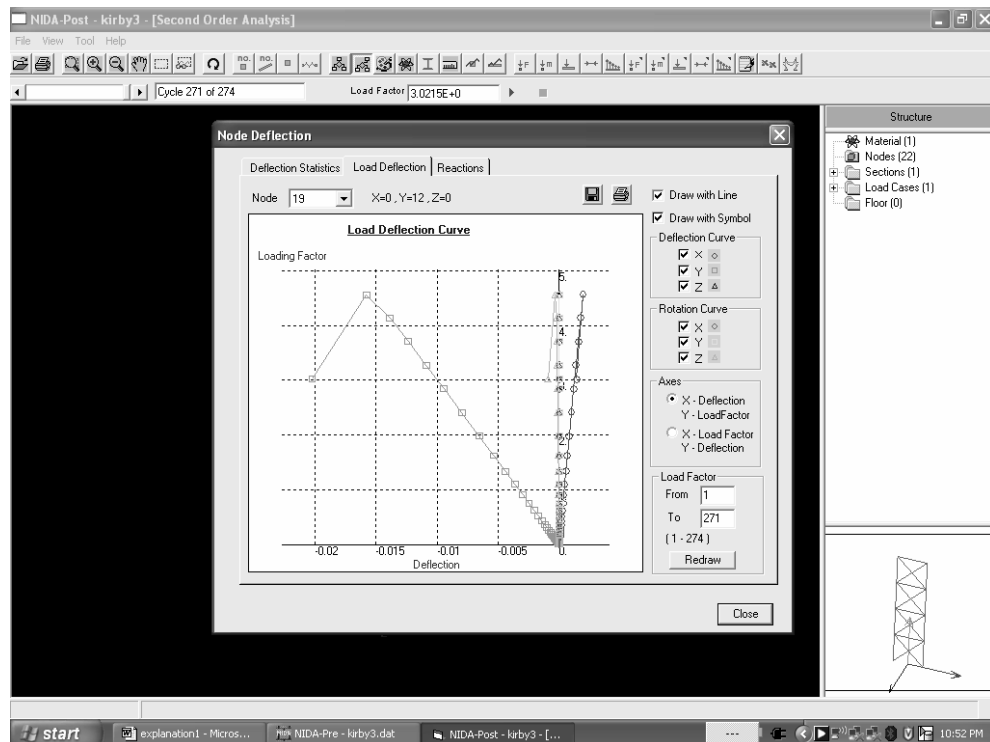 NIDA-Post - kirby3 - [Second Order Analysis]
File View Tool Help
no. no.
Cycle 271 of 274
Load Factor 3.0215E+0
Structure
Material (1)
Nodes (22)
Sections (1)
Load Cases (1)
Floor (0)
Node Deflection
Deflection Statistics Load Deflection Reactions
Node 19 X=0 , Y=12 , Z=0
Draw with Line
Draw with Symbol
Load Deflection Curve
Loading Factor
5.
4.
2.
-0.02 -0.015 -0.01 -0.005 0.
Deflection
Deflection Curve
X
Y
Z
Rotation Curve
X
Y
Z
Axes
X - Deflection
Y - LoadFactor
X - Load Factor
Y - Deflection
Load Factor
From 1
To 271
( 1 - 274 )
Redraw
Close
start
explanation1 - Micros...
NIDA-Pre - kirby3.dat
NIDA-Post - kirby3 - [...
10:52 PM